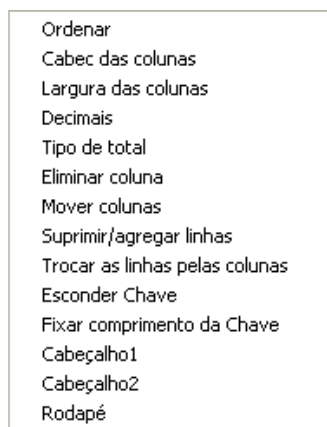 Ordenar
Cabec das colunas
Largura das colunas
Decimais
Tipo de total
Eliminar coluna
Mover colunas
Suprimir/agregar linhas
Trocar as linhas pelas colunas
Esconder Chave
Fixar comprimento da Chave
Cabeçalho1
Cabeçalho2
Rodapé